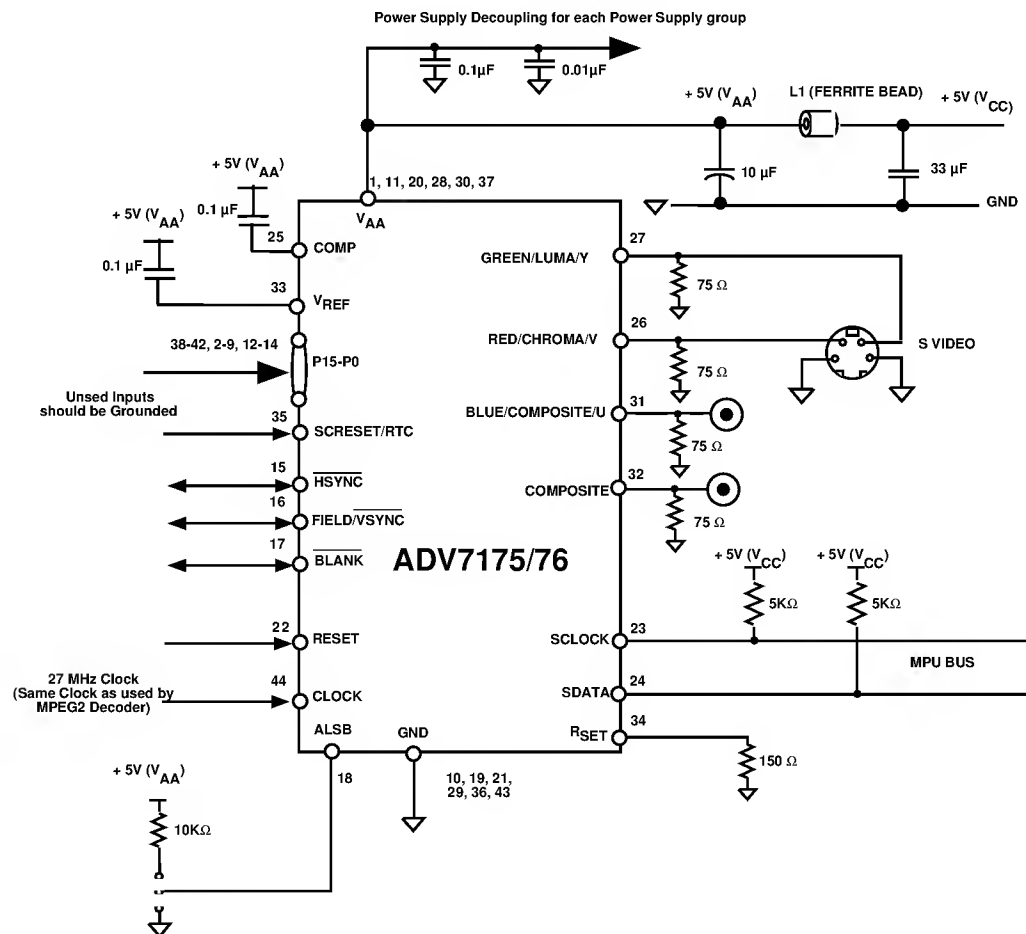 Power Supply Decoupling for each Power Supply group
0.1µF
0.01µF
+ 5V (VAA)
L1 (FERRITE BEAD)
+ 5V (VCC)
10 µF
33 µF
GND
+ 5V (VAA)
0.1 µF
1, 11, 20, 28, 30, 37
VAA
+ 5V (VAA)
0.1 µF
25
COMP
33
VREF
38-42, 2-9, 12-14
P15-P0
Unsed Inputs
should be Grounded
35
SCRESET/RTC
15
HSYNC
16
FIELD/VSYNC
17
BLANK
ADV7175/76
22
RESET
27 MHz Clock
(Same Clock as used by
MPEG2 Decoder)
44
CLOCK
ALSB
GND
18
10, 19, 21,
29, 36, 43
+ 5V (VAA)
10KΩ
27
GREEN/LUMA/Y
75 Ω
26
RED/CHROMA/V
75 Ω
S VIDEO
31
BLUE/COMPOSITE/U
75 Ω
32
COMPOSITE
75 Ω
+ 5V (VCC)
+ 5V (VCC)
5KΩ
5KΩ
23
SCLOCK
MPU BUS
24
SDATA
34
RSET
150 Ω